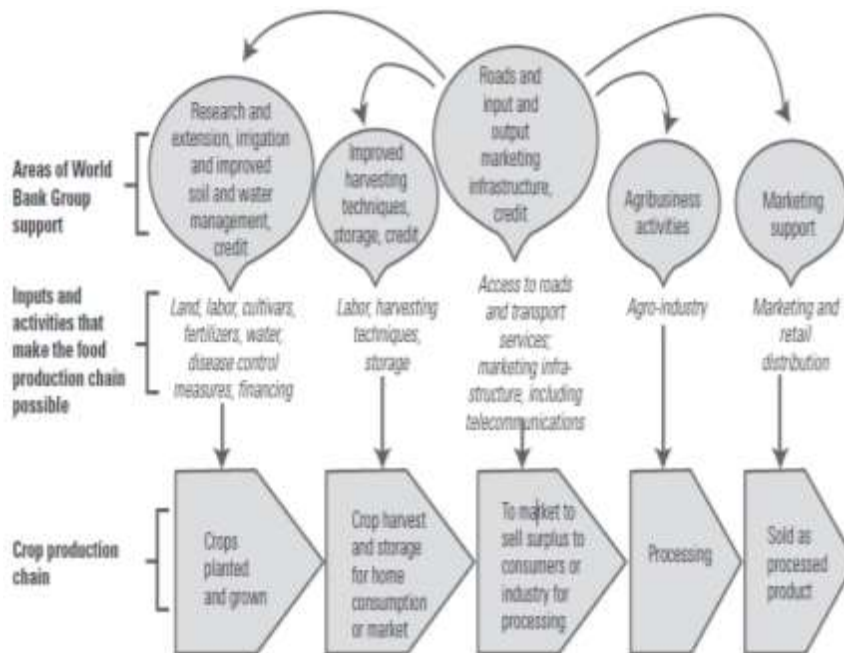 Areas of World
Bank Group
support
Research and
extension, irrigation
and improved
soil and water
management,
credit
Improved
harvesting
techniques,
storage, credit
Roads and
input and
output
marketing
infrastructure,
credit
Agribusiness
activities
Marketing
support
Inputs and
activities that
make the food
production chain
possible
Land, labor, cultivars,
fertilizers, water,
disease control
measures, financing
Labor, harvesting
techniques,
storage
Access to roads
and transport
services;
marketing infra-
structure, including
telecommunications
Agro-industry
Marketing and
retail
distribution
Crop production
chain
Crops
planted
and grown
Crop harvest
and storage
for home
consumption
or market
To market to
sell surplus to
consumers or
industry for
processing
Processing
Sold as
processed
product